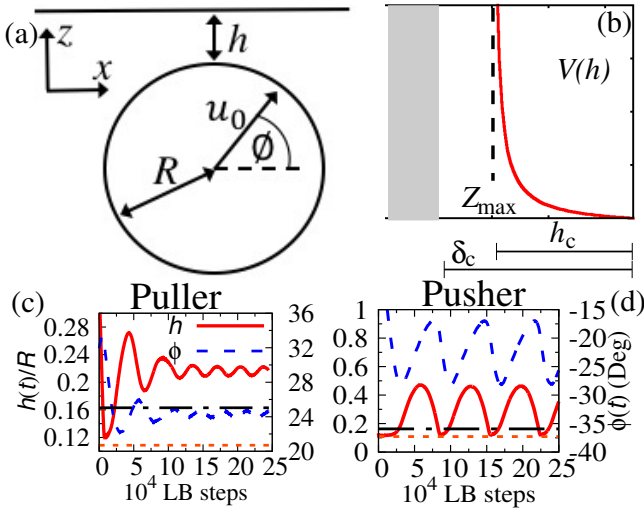 (a)
z
x
h
u0
ϕ
R
(b)
V(h)
Zmax
hc
δc
(c)
Puller
h(t)/R
0.28
0.24
0.2
0.16
0.12
h
ϕ
36
32
28
24
20
0 5 10 15 20 25
10^4 LB steps
Pusher
(d)
1
0.8
0.6
0.4
0.2
0
-15
-20
-25
-30
-35
-40
ϕ(t) (Deg)
0 5 10 15 20 25
10^4 LB steps